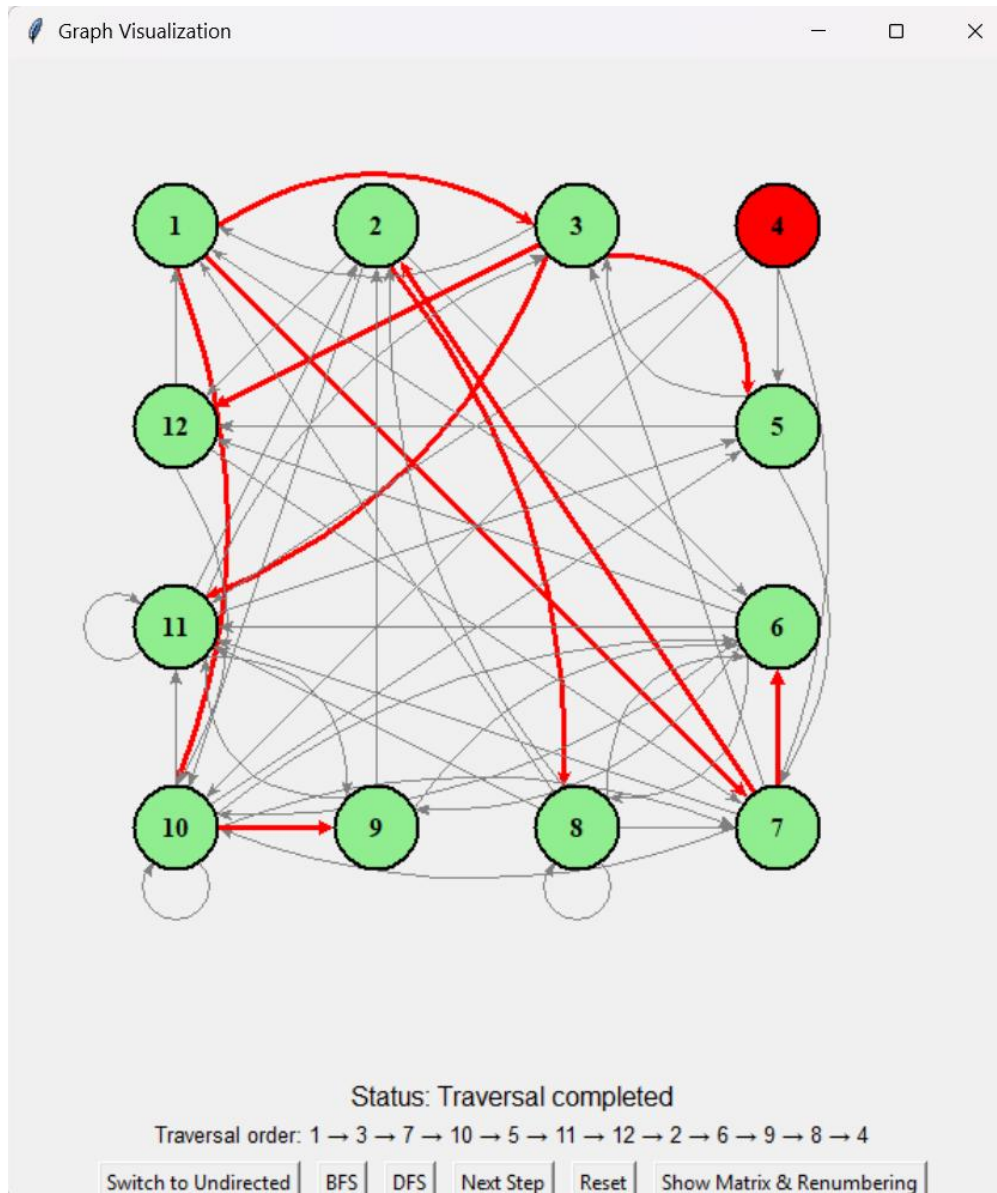 Graph Visualization
1 2 3 4
12 5
11 6
10 9 8 7
Status: Traversal completed
Traversal order: 1 → 3 → 7 → 10 → 5 → 11 → 12 → 2 → 6 → 9 → 8 → 4
Switch to Undirected BFS DFS Next Step Reset Show Matrix & Renumbering